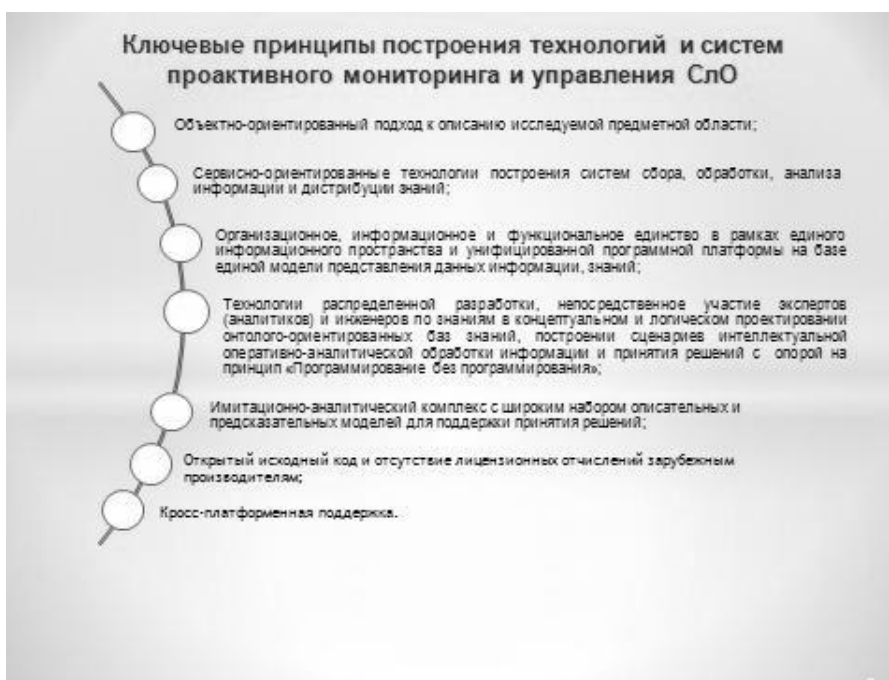 Ключевые принципы построения технологий и систем
проактивного мониторинга и управления СлО
Объектно-ориентированный подход к описанию исследуемой предметной области;
Сервисно-ориентированные технологии построения систем сбора, обработки, анализа
информации и дистрибуции знаний;
Организационное, информационное и функциональное единство в рамках единого
информационного пространства и унифицированной программной платформы на базе
единой модели представления данных информации, знаний;
Технологии распределенной разработки, непосредственное участие экспертов
(аналитиков) и инженеров по знаниям в концептуальном и логическом проектировании
онтолого-ориентированных баз знаний, построении сценариев интеллектуальной
оперативно-аналитической обработки информации и принятия решений с опорой на
принцип «Программирование без программирования»;
Имитационно-аналитический комплекс с широким набором описательных и
предсказательных моделей для поддержки принятия решений;
Открытый исходный код и отсутствие лицензионных отчислений зарубежным
производителям;
Кросс-платформенная поддержка.